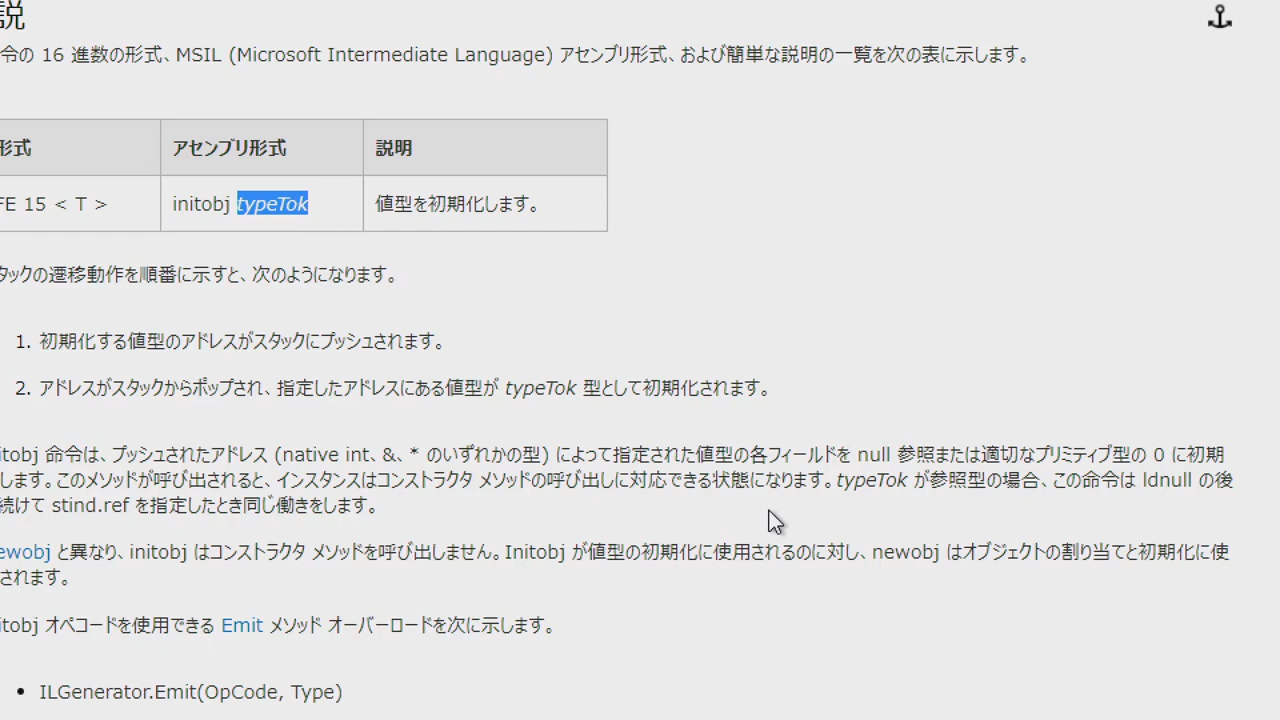 説
令の 16 進数の形式、MSIL (Microsoft Intermediate Language) アセンブリ形式、および簡単な説明の一覧を次の表に示します。
形式 アセンブリ形式 説明
FE 15 < T > initobj typeTok 値型を初期化します。
タックの遷移動作を順番に示すと、次のようになります。
1. 初期化する値型のアドレスがスタックにプッシュされます。
2. アドレスがスタックからポップされ、指定したアドレスにある値型が typeTok 型として初期化されます。
itobj 命令は、プッシュされたアドレス (native int、&、* のいずれかの型) によって指定された値型の各フィールドを null 参照または適切なプリミティブ型の 0 に初期
します。このメソッドが呼び出されると、インスタンスはコンストラクタ メソッドの呼び出しに対応できる状態になります。typeTok が参照型の場合、この命令は ldnull の後
続けて stind.ref を指定したとき同じ働きをします。
ewobj と異なり、initobj はコンストラクタ メソッドを呼び出しません。Initobj が値型の初期化に使用されるのに対し、newobj はオブジェクトの割り当てと初期化に使
されます。
itobj オペコードを使用できる Emit メソッド オーバーロードを次に示します。
• ILGenerator.Emit(OpCode, Type)